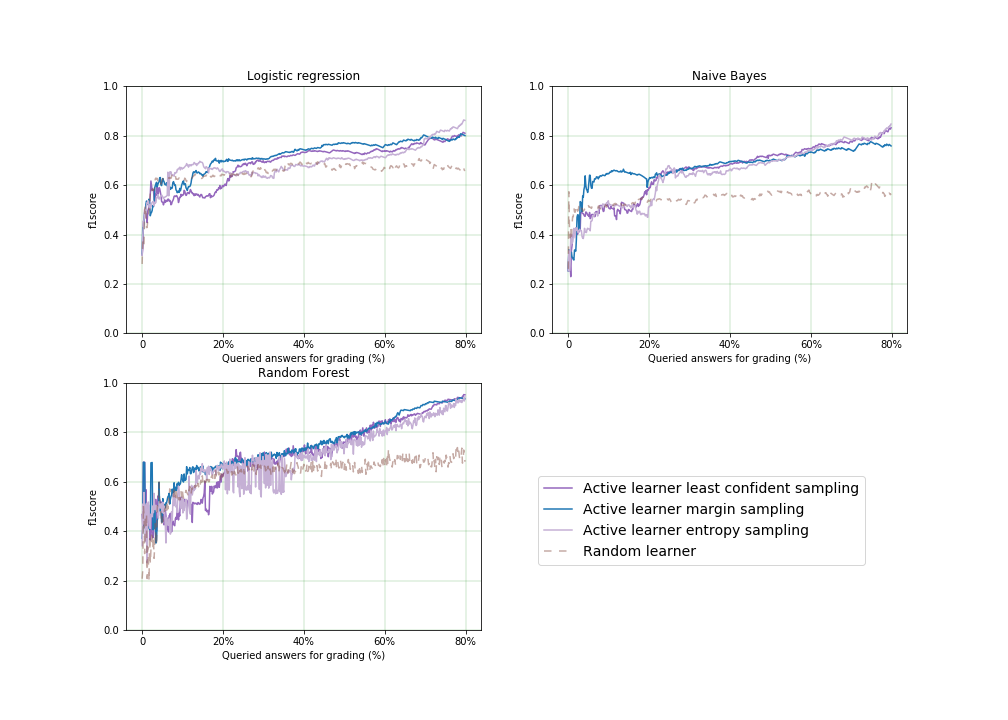 Logistic regression
1.0
0.8
0.6
0.4
0.2
0.0
f1score
0 20% 40% 60% 80%
Queried answers for grading (%)
Naive Bayes
1.0
0.8
0.6
0.4
0.2
0.0
f1score
0 20% 40% 60% 80%
Queried answers for grading (%)
Random Forest
1.0
0.8
0.6
0.4
0.2
0.0
f1score
0 20% 40% 60% 80%
Queried answers for grading (%)
Active learner least confident sampling
Active learner margin sampling
Active learner entropy sampling
Random learner